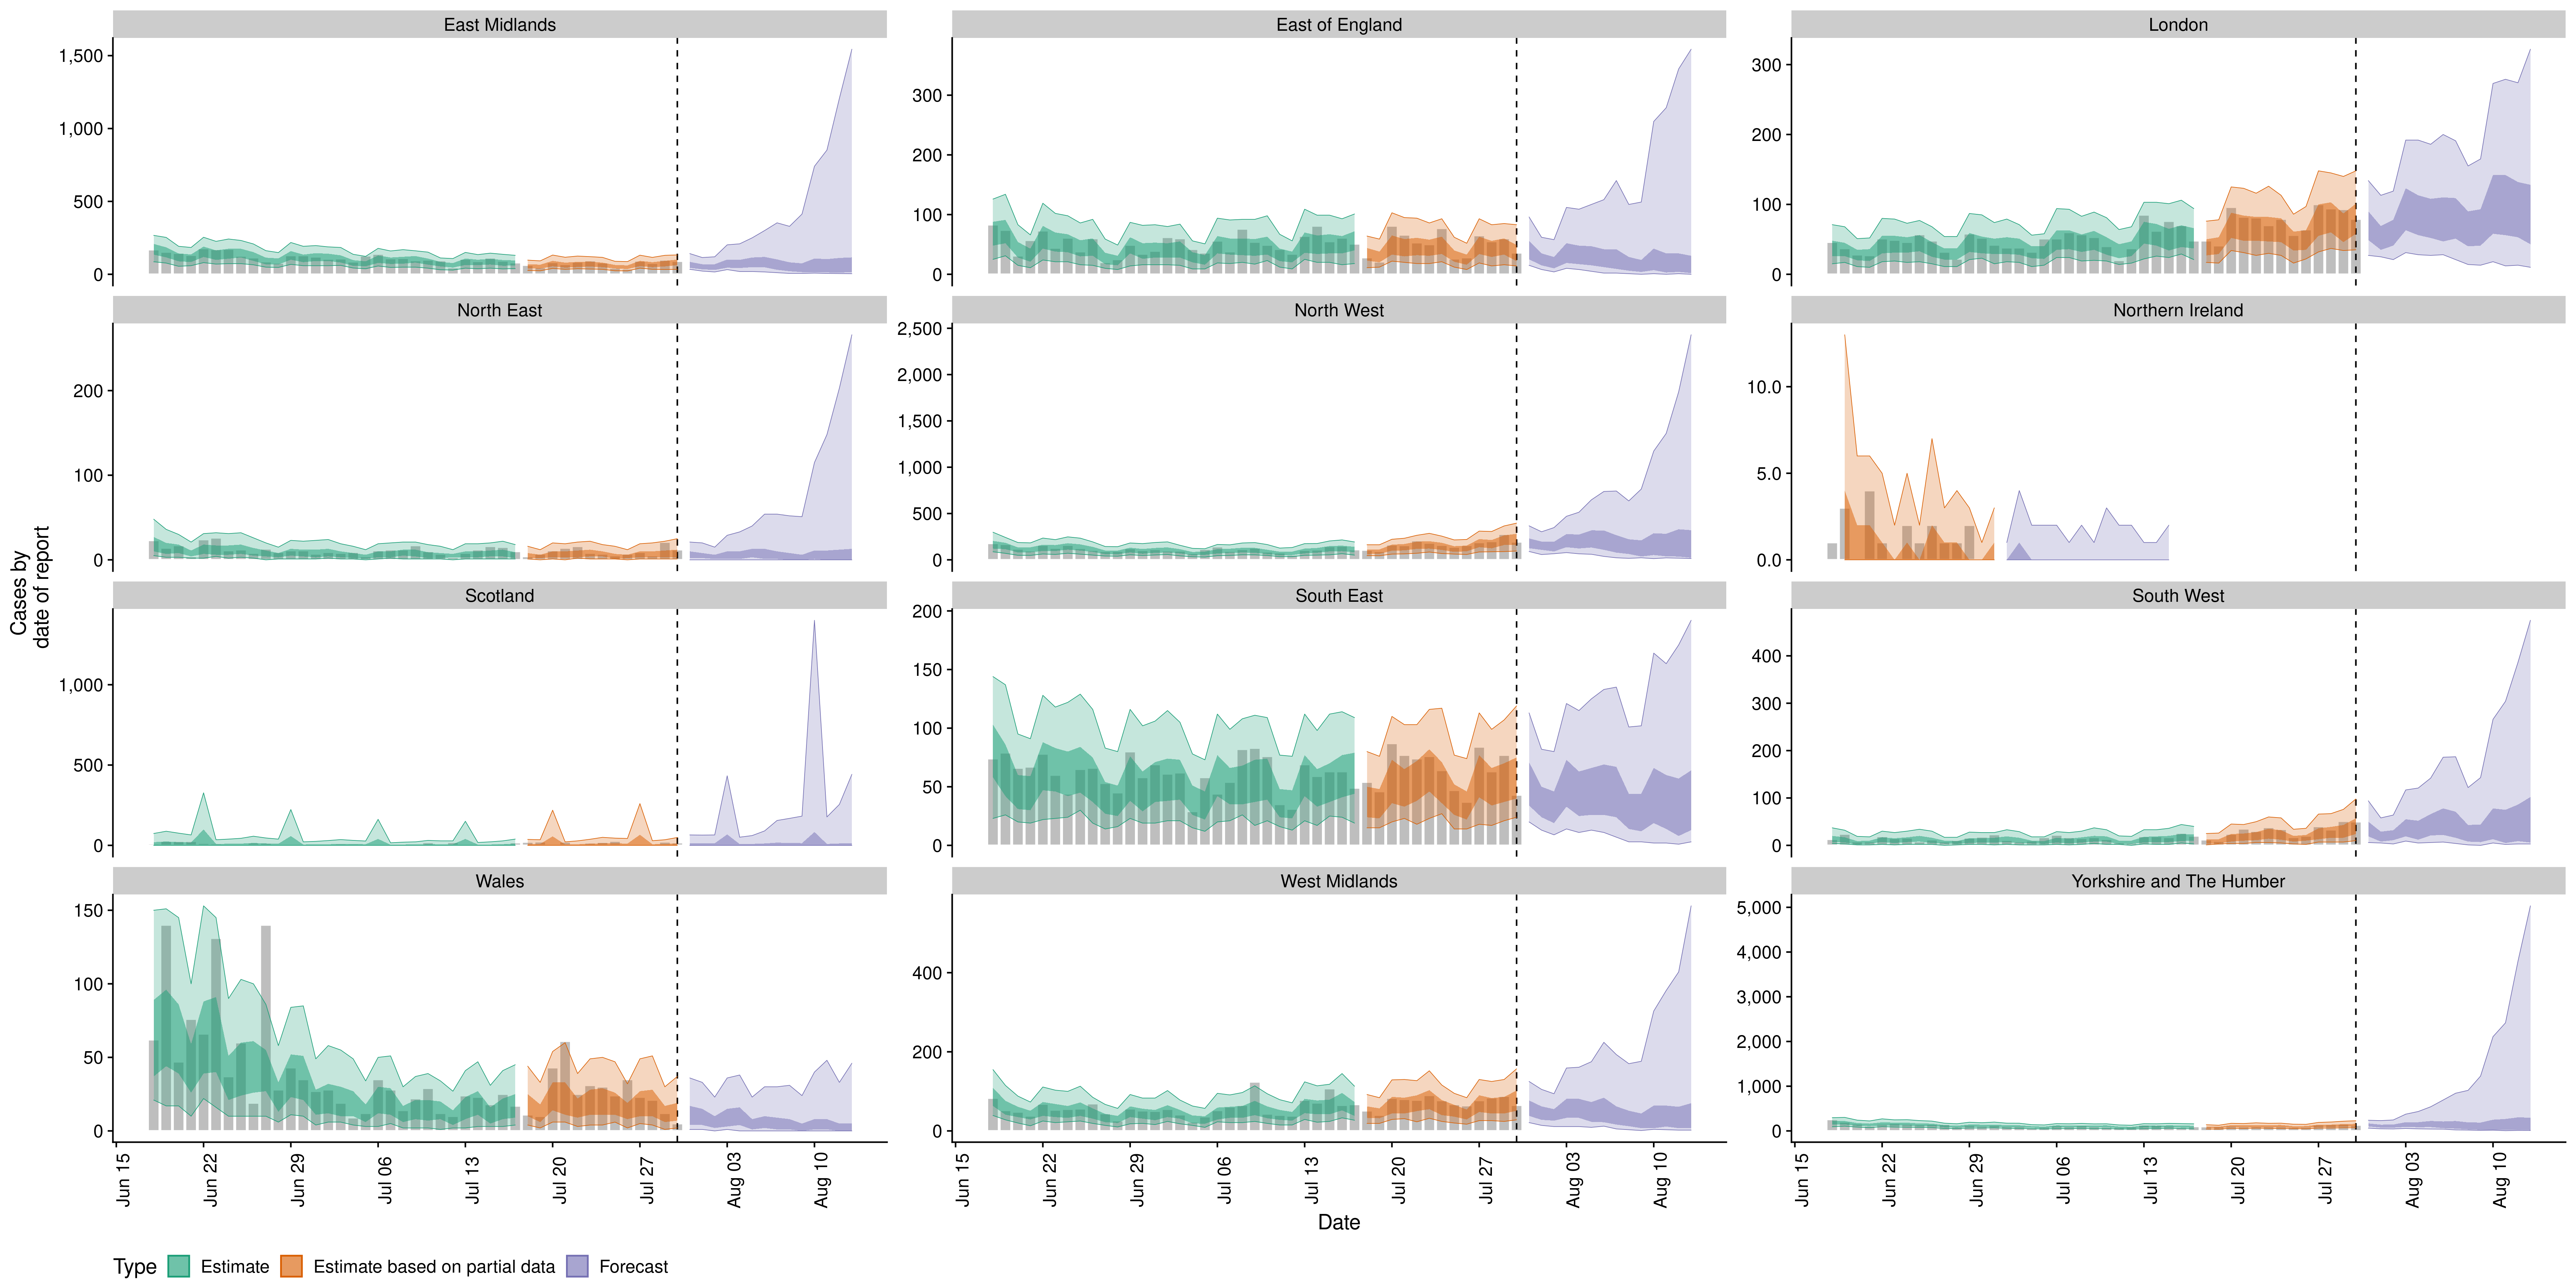 East Midlands
East of England
London
1,500
1,000
500
0
300
200
100
0
300
200
100
0
North East
North West
Northern Ireland
200
100
0
2,500
2,000
1,500
1,000
500
0
10.0
5.0
0.0
Scotland
South East
South West
1,000
500
0
200
150
100
50
0
400
300
200
100
0
Wales
West Midlands
Yorkshire and The Humber
150
100
50
0
400
200
0
5,000
4,000
3,000
2,000
1,000
0
Cases by
date of report
Jun 15
Jun 22
Jun 29
Jul 06
Jul 13
Jul 20
Jul 27
Aug 03
Aug 10
Jun 15
Jun 22
Jun 29
Jul 06
Jul 13
Jul 20
Jul 27
Aug 03
Aug 10
Jun 15
Jun 22
Jun 29
Jul 06
Jul 13
Jul 20
Jul 27
Aug 03
Aug 10
Date
Type Estimate Estimate based on partial data Forecast